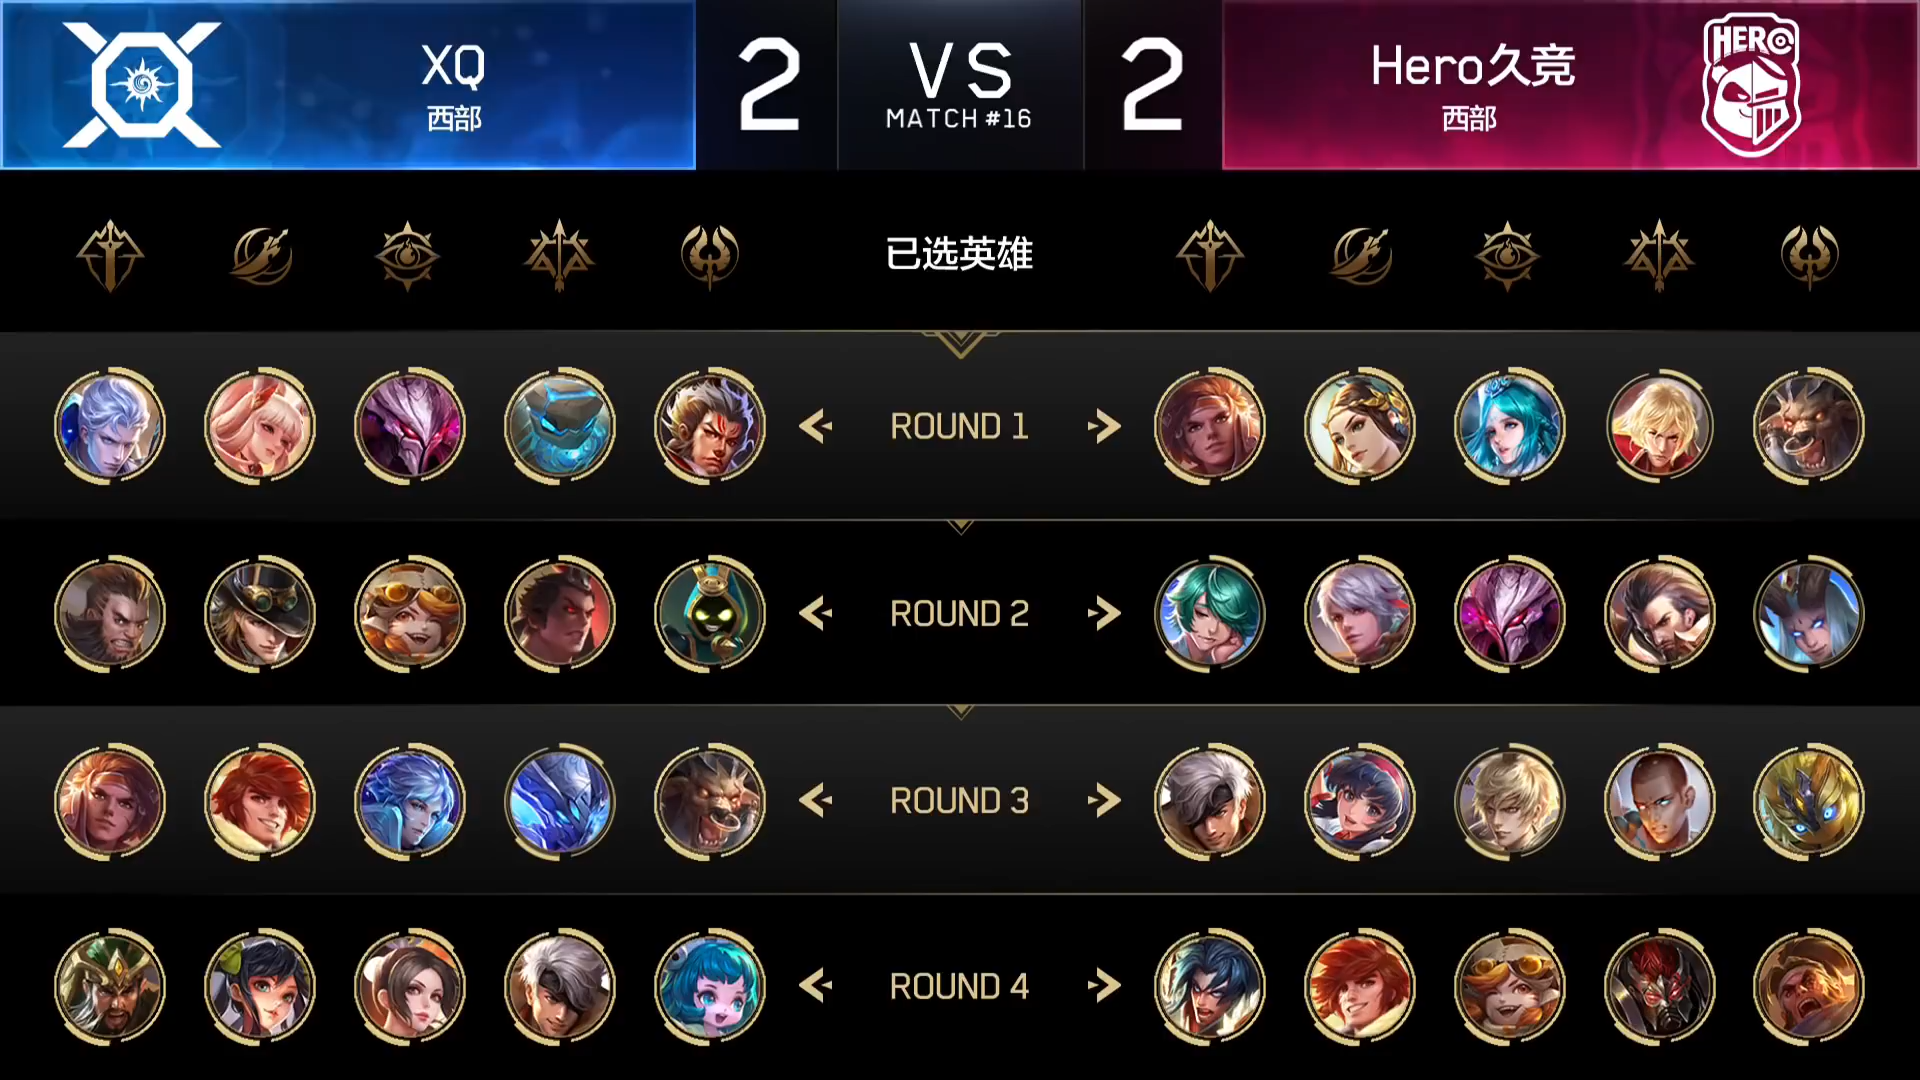 XQ
西部
2
VS
MATCH #16
2
Hero久竞
西部
HERO
已选英雄
ROUND 1
ROUND 2
ROUND 3
ROUND 4